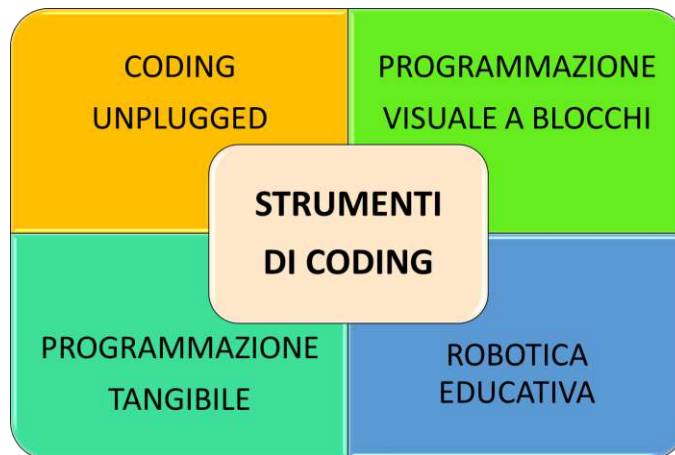 CODING
UNPLUGGED
PROGRAMMAZIONE
VISUALE A BLOCCHI
STRUMENTI
DI CODING
PROGRAMMAZIONE
TANGIBILE
ROBOTICA
EDUCATIVA